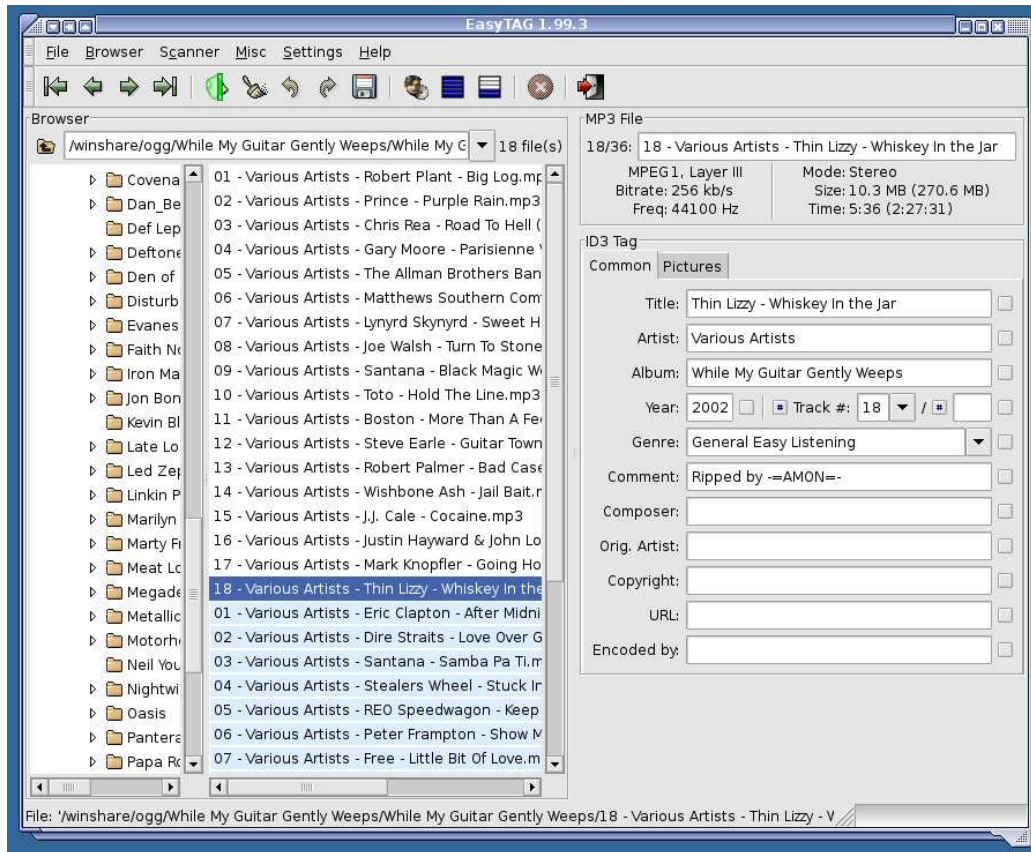 EasyTAG 1.99.3
File Browser Scanner Misc Settings Help
Browser
/winshare/ogg/While My Guitar Gently Weeps/While My G 18 file(s)
Covena
Dan_Be
Def Lep
Deftone
Den of
Disturb
Evanes
Faith No
Iron Ma
Jon Bon
Kevin Bl
Late Lo
Led Zep
Linkin P
Marilyn
Marty Fr
Meat Lo
Megade
Metallic
Motorhe
Neil You
Nightwi
Oasis
Pantera
Papa Ro
01 - Various Artists - Robert Plant - Big Log.mp
02 - Various Artists - Prince - Purple Rain.mp3
03 - Various Artists - Chris Rea - Road To Hell (
04 - Various Artists - Gary Moore - Parisienne
05 - Various Artists - The Allman Brothers Ban
06 - Various Artists - Matthews Southern Com
07 - Various Artists - Lynyrd Skynyrd - Sweet H
08 - Various Artists - Joe Walsh - Turn To Stone
09 - Various Artists - Santana - Black Magic W
10 - Various Artists - Toto - Hold The Line.mp3
11 - Various Artists - Boston - More Than A Fee
12 - Various Artists - Steve Earle - Guitar Town
13 - Various Artists - Robert Palmer - Bad Case
14 - Various Artists - Wishbone Ash - Jail Bait.r
15 - Various Artists - J.J. Cale - Cocaine.mp3
16 - Various Artists - Justin Hayward & John Lo
17 - Various Artists - Mark Knopfler - Going Ho
18 - Various Artists - Thin Lizzy - Whiskey In the
01 - Various Artists - Eric Clapton - After Midni
02 - Various Artists - Dire Straits - Love Over G
03 - Various Artists - Santana - Samba Pa Ti.m
04 - Various Artists - Stealers Wheel - Stuck In
05 - Various Artists - REO Speedwagon - Keep
06 - Various Artists - Peter Frampton - Show M
07 - Various Artists - Free - Little Bit Of Love.m
MP3 File
18/36: 18 - Various Artists - Thin Lizzy - Whiskey In the Jar
MPEG1, Layer III Mode: Stereo
Bitrate: 256 kb/s Size: 10.3 MB (270.6 MB)
Freq: 44100 Hz Time: 5:36 (2:27:31)
ID3 Tag
Common Pictures
Title: Thin Lizzy - Whiskey In the Jar
Artist: Various Artists
Album: While My Guitar Gently Weeps
Year: 2002 # Track #: 18 / #
Genre: General Easy Listening
Comment: Ripped by -=AMON=-
Composer:
Orig. Artist:
Copyright:
URL:
Encoded by:
File: '/winshare/ogg/While My Guitar Gently Weeps/While My Guitar Gently Weeps/18 - Various Artists - Thin Lizzy - W